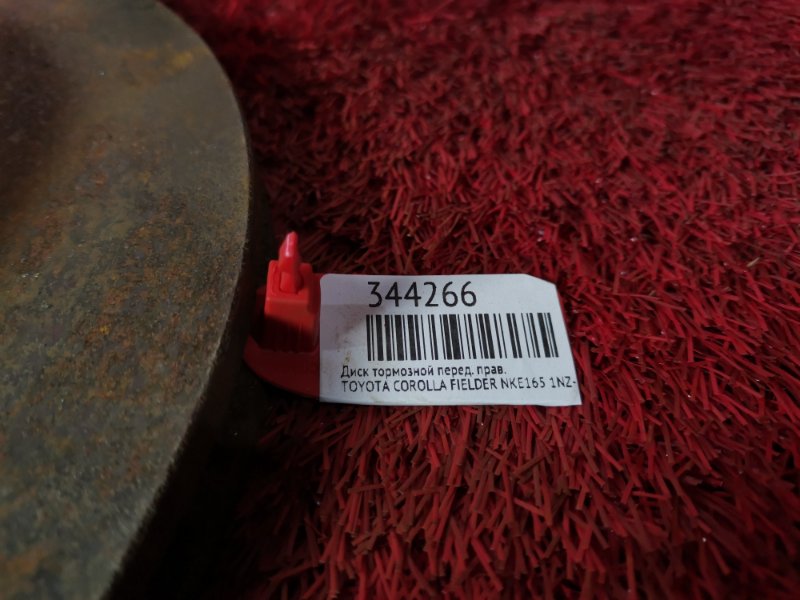 344266
Диск тормозной перед. прав.
TOYOTA COROLLA FIELDER NKE165 1NZ-